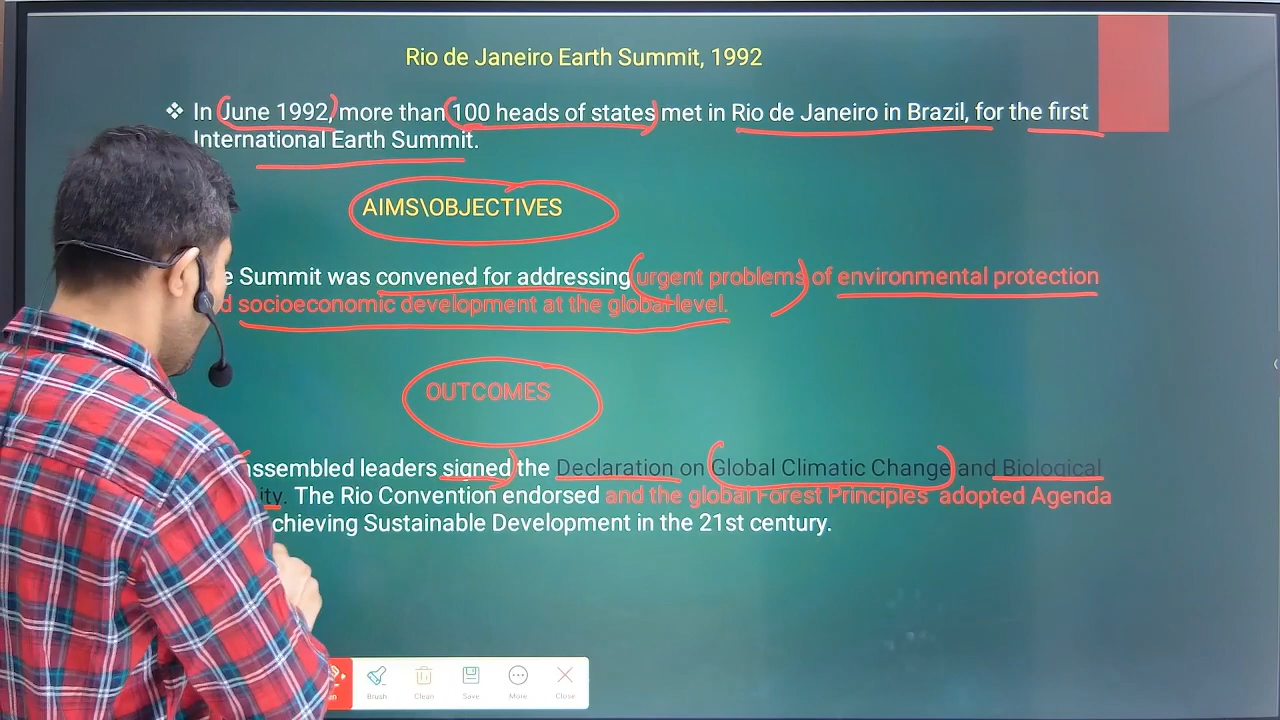 Rio de Janeiro Earth Summit, 1992
❖ In June 1992, more than 100 heads of states met in Rio de Janeiro in Brazil, for the first
International Earth Summit.
AIMS\OBJECTIVES
Summit was convened for addressing urgent problems of environmental protection
socioeconomic development at the global level.
OUTCOMES
assembled leaders signed the Declaration on Global Climatic Change and Biological
The Rio Convention endorsed and the global Forest Principles adopted Agenda
Sustainable Development in the 21st century.
Brush Clean Save More Close